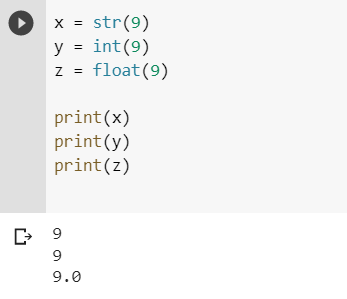 x = str(9)
y = int(9)
z = float(9)
print(x)
print(y)
print(z)
9
9
9.0